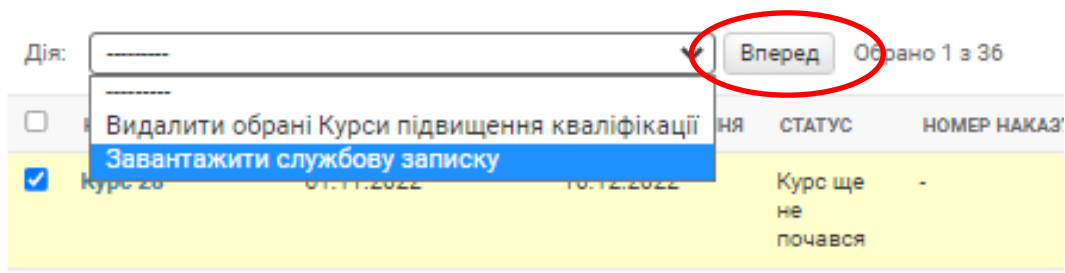 Дія: --------- Вперед Обрано 1 з 36
---------
Видалити обрані Курси підвищення кваліфікації
НЯ СТАТУС НОМЕР НАКАЗ
Завантажити службову записку
Курс 28 01.11.2022 16.12.2022 Курс ще -
не
почався